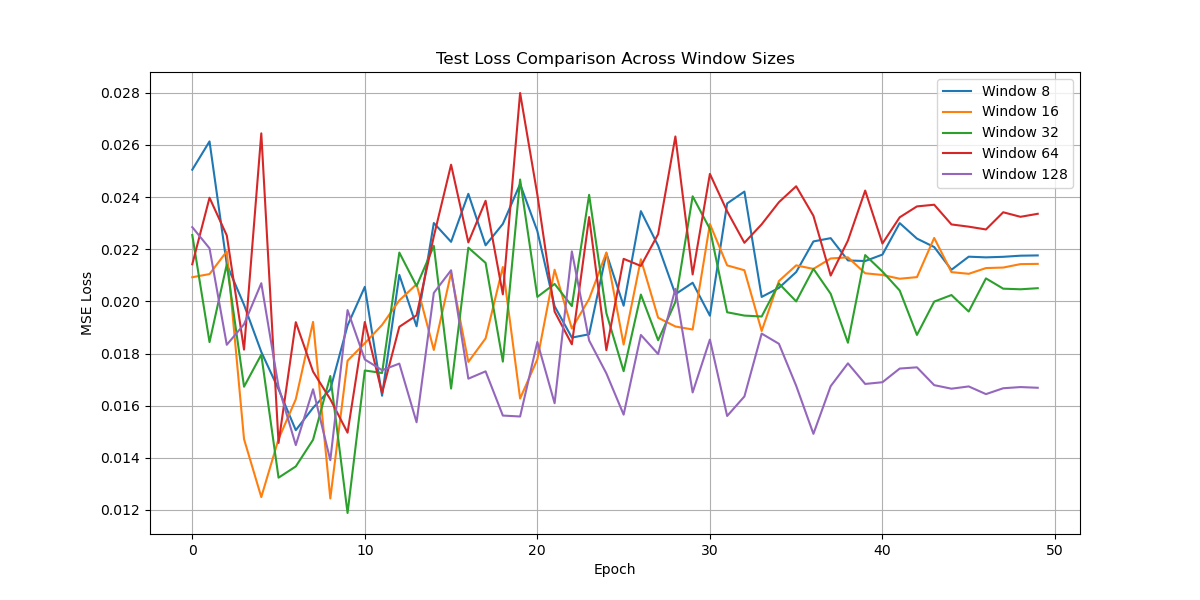 Test Loss Comparison Across Window Sizes
MSE Loss
0.028
0.026
0.024
0.022
0.020
0.018
0.016
0.014
0.012
Window 8
Window 16
Window 32
Window 64
Window 128
0 10 20 30 40 50
Epoch